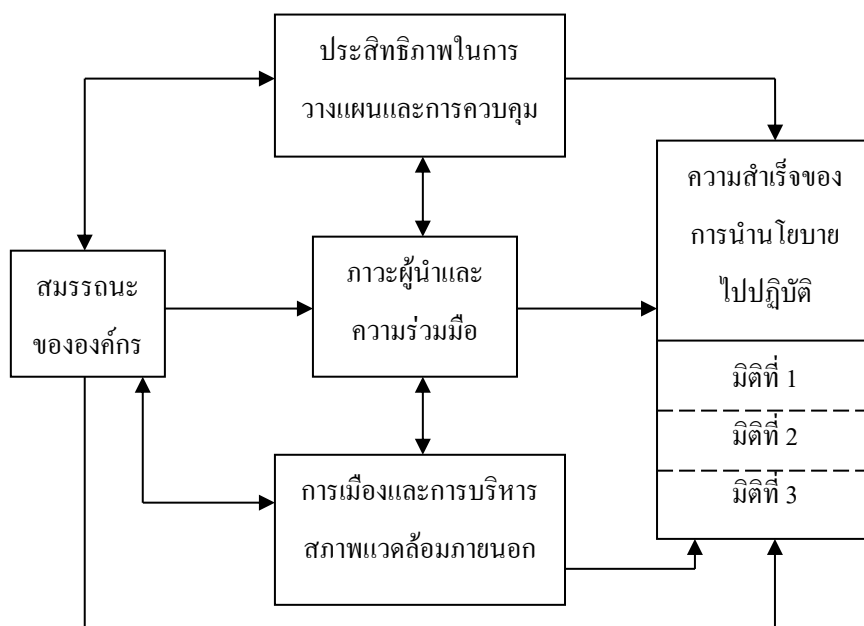 ประสิทธิภาพในการ
วางแผนและการควบคุม
ความสำเร็จของ
การนำนโยบาย
ไปปฏิบัติ
สมรรถนะ
ขององค์กร
ภาวะผู้นำและ
ความร่วมมือ
มิติที่ 1
มิติที่ 2
มิติที่ 3
การเมืองและการบริหาร
สภาพแวดล้อมภายนอก